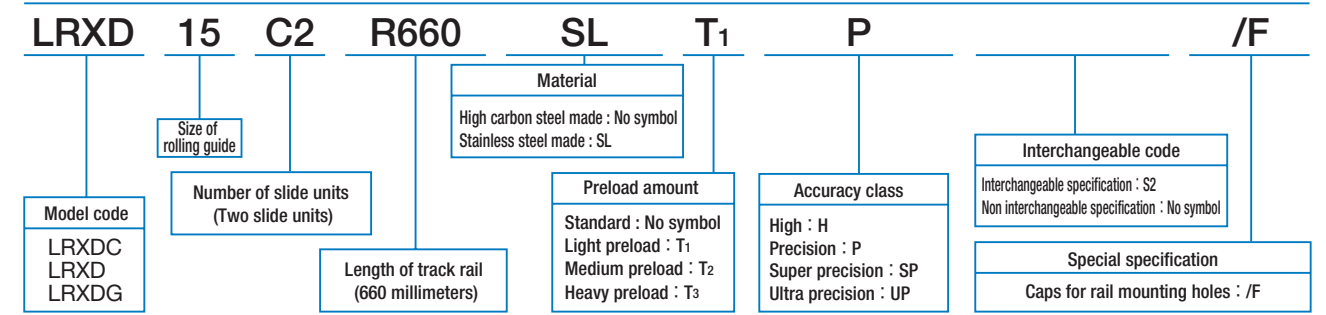 LRXD 15 C2 R660 SL T1 P /F
Material
High carbon steel made : No symbol
Stainless steel made : SL
Size of
rolling guide
Interchangeable code
Interchangeable specification : S2
Non interchangeable specification : No symbol
Number of slide units
(Two slide units)
Preload amount
Standard : No symbol
Light preload : T1
Medium preload : T2
Heavy preload : T3
Accuracy class
High : H
Precision : P
Super precision : SP
Ultra precision : UP
Model code
LRXDC
LRXD
LRXDG
Length of track rail
(660 millimeters)
Special specification
Caps for rail mounting holes : /F